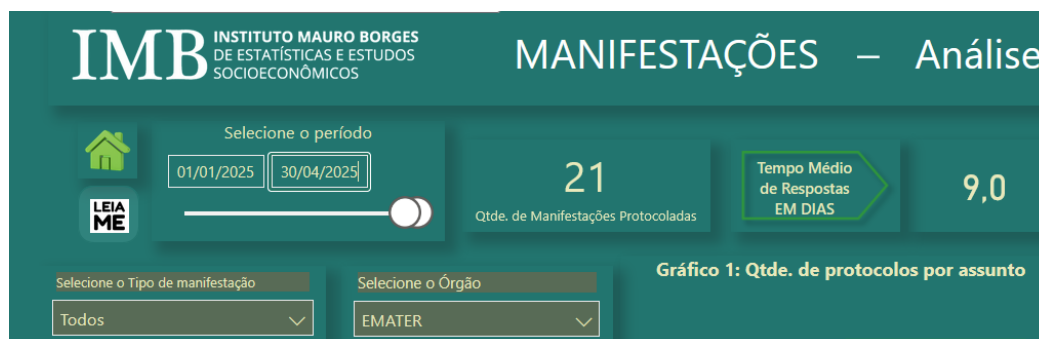 IMB
INSTITUTO MAURO BORGES
DE ESTATÍSTICAS E ESTUDOS
SOCIOECONÔMICOS
MANIFESTAÇÕES – Análise
Selecione o período
01/01/2025 30/04/2025
LEIA
ME
21
Qtde. de Manifestações Protocoladas
Tempo Médio
de Respostas
EM DIAS
9,0
Selecione o Tipo de manifestação
Todos
Selecione o Órgão
EMATER
Gráfico 1: Qtde. de protocolos por assunto